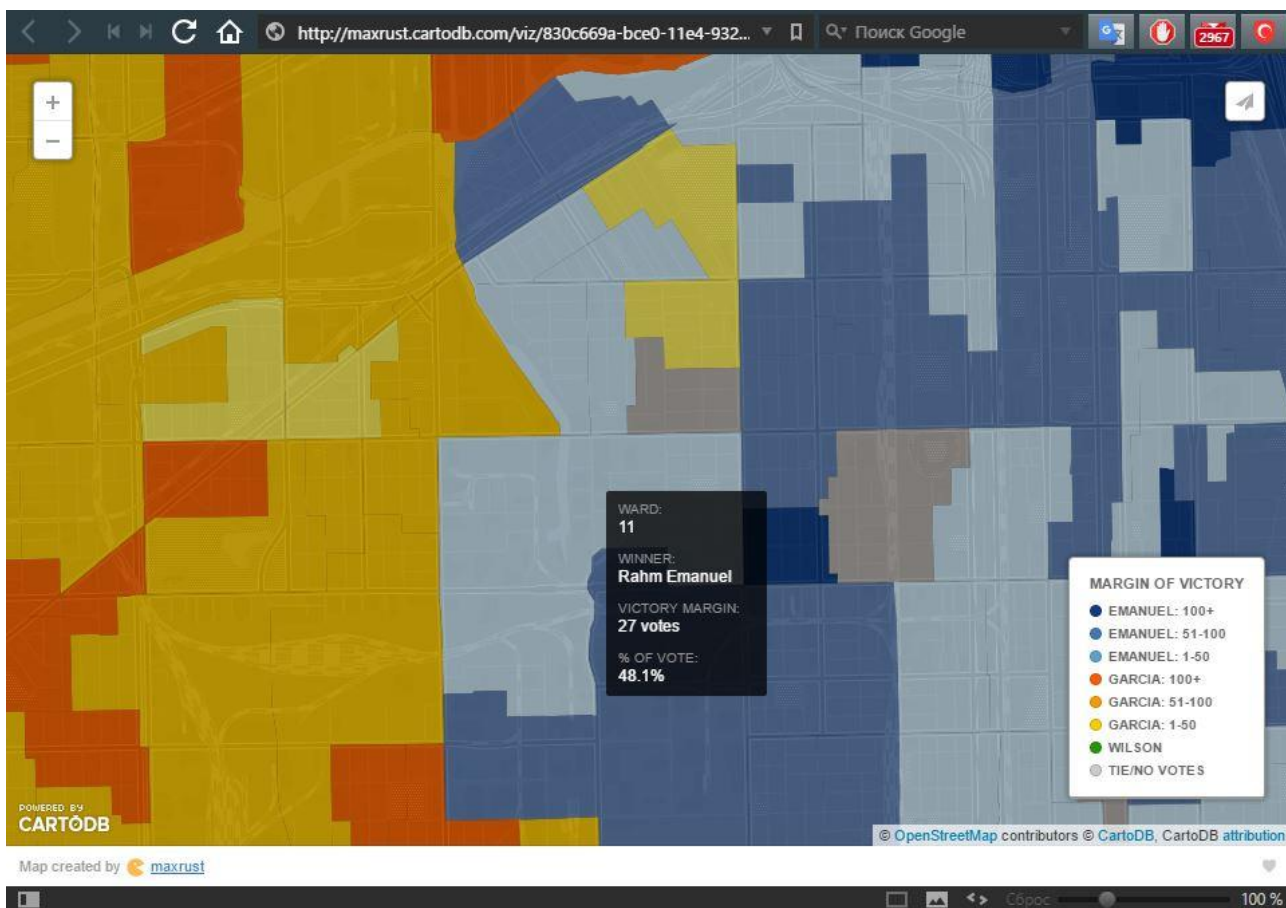 http://maxrust.cartodb.com/viz/830c669a-bce0-11e4-932...
Поиск Google
2967
+
−
WARD:
11
WINNER:
Rahm Emanuel
VICTORY MARGIN:
27 votes
% OF VOTE:
48.1%
MARGIN OF VICTORY
EMANUEL: 100+
EMANUEL: 51-100
EMANUEL: 1-50
GARCIA: 100+
GARCIA: 51-100
GARCIA: 1-50
WILSON
TIE/NO VOTES
POWERED BY
CARTODB
© OpenStreetMap contributors © CartoDB, CartoDB attribution
Map created by maxrust
Сброс
100 %